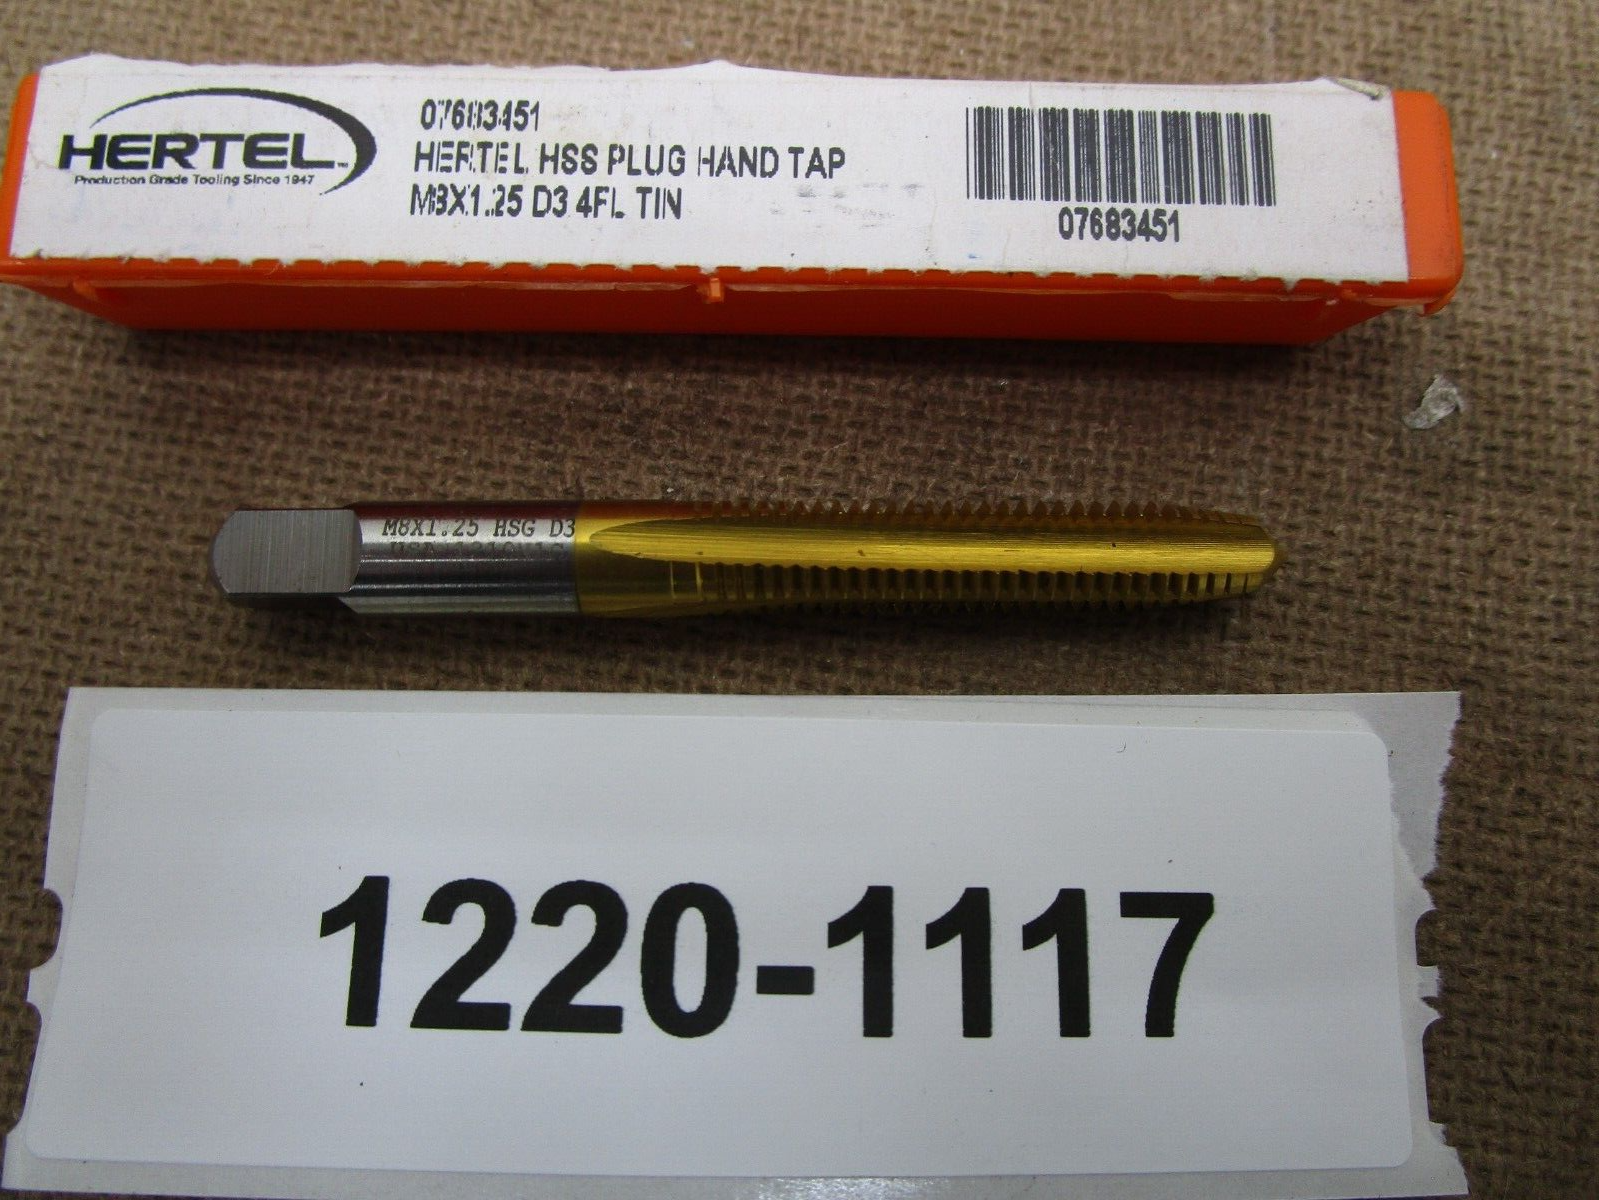 HERTEL
Production Grade Tooling Since 1947
07683451
HERTEL HSS PLUG HAND TAP
M8X1.25 D3 4FL TIN
07683451
M8X1.25 HSG D3
1220-1117